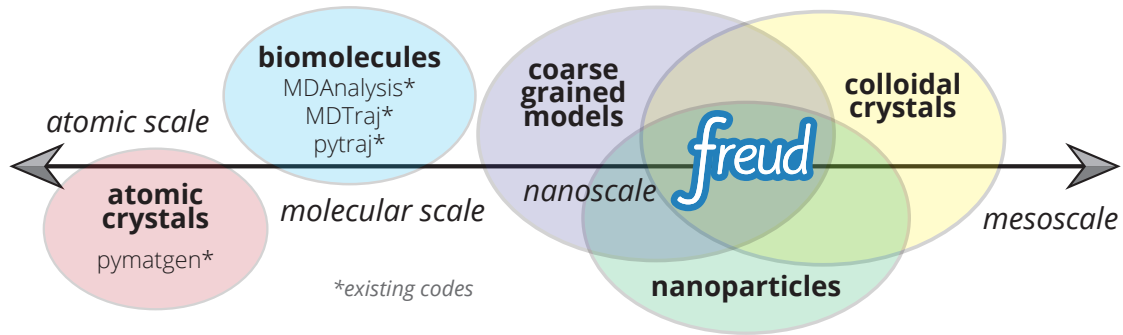 biomolecules
MDAnalysis*
MDTraj*
pytraj*
coarse
grained
models
colloidal
crystals
atomic scale
freud
atomic
crystals
pymatgen*
molecular scale
nanoscale
mesoscale
nanoparticles
*existing codes